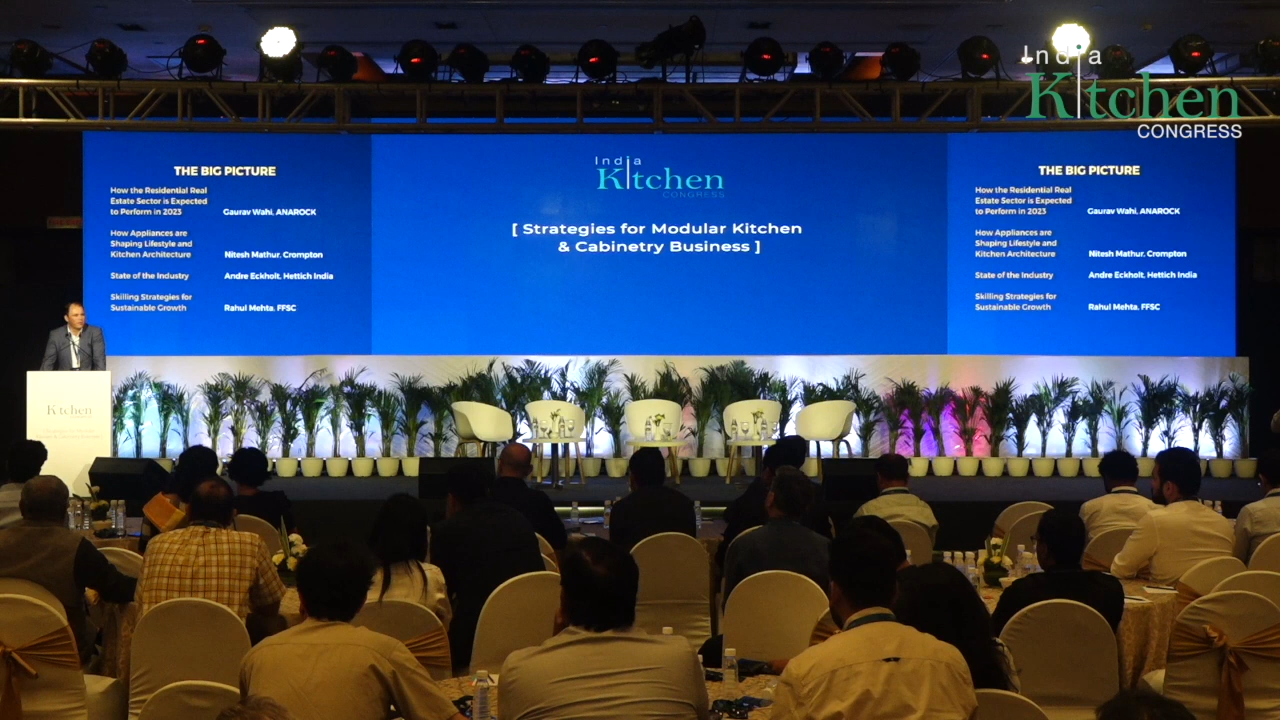 India
Kitchen
CONGRESS
THE BIG PICTURE
How the Residential Real
Estate Sector is Expected
to Perform in 2023
Gaurav Wahi, ANAROCK
How Appliances are
Shaping Lifestyle and
Kitchen Architecture
Nitesh Mathur, Crompton
State of the Industry
Andre Eckholt, Hettich India
Skilling Strategies for
Sustainable Growth
Rahul Mehta, FFSC
India
Kitchen
CONGRESS
[ Strategies for Modular Kitchen
& Cabinetry Business ]
THE BIG PICTURE
How the Residential Real
Estate Sector is Expected
to Perform in 2023
Gaurav Wahi, ANAROCK
How Appliances are
Shaping Lifestyle and
Kitchen Architecture
Nitesh Mathur, Crompton
State of the Industry
Andre Eckholt, Hettich India
Skilling Strategies for
Sustainable Growth
Rahul Mehta, FFSC
Kitchen